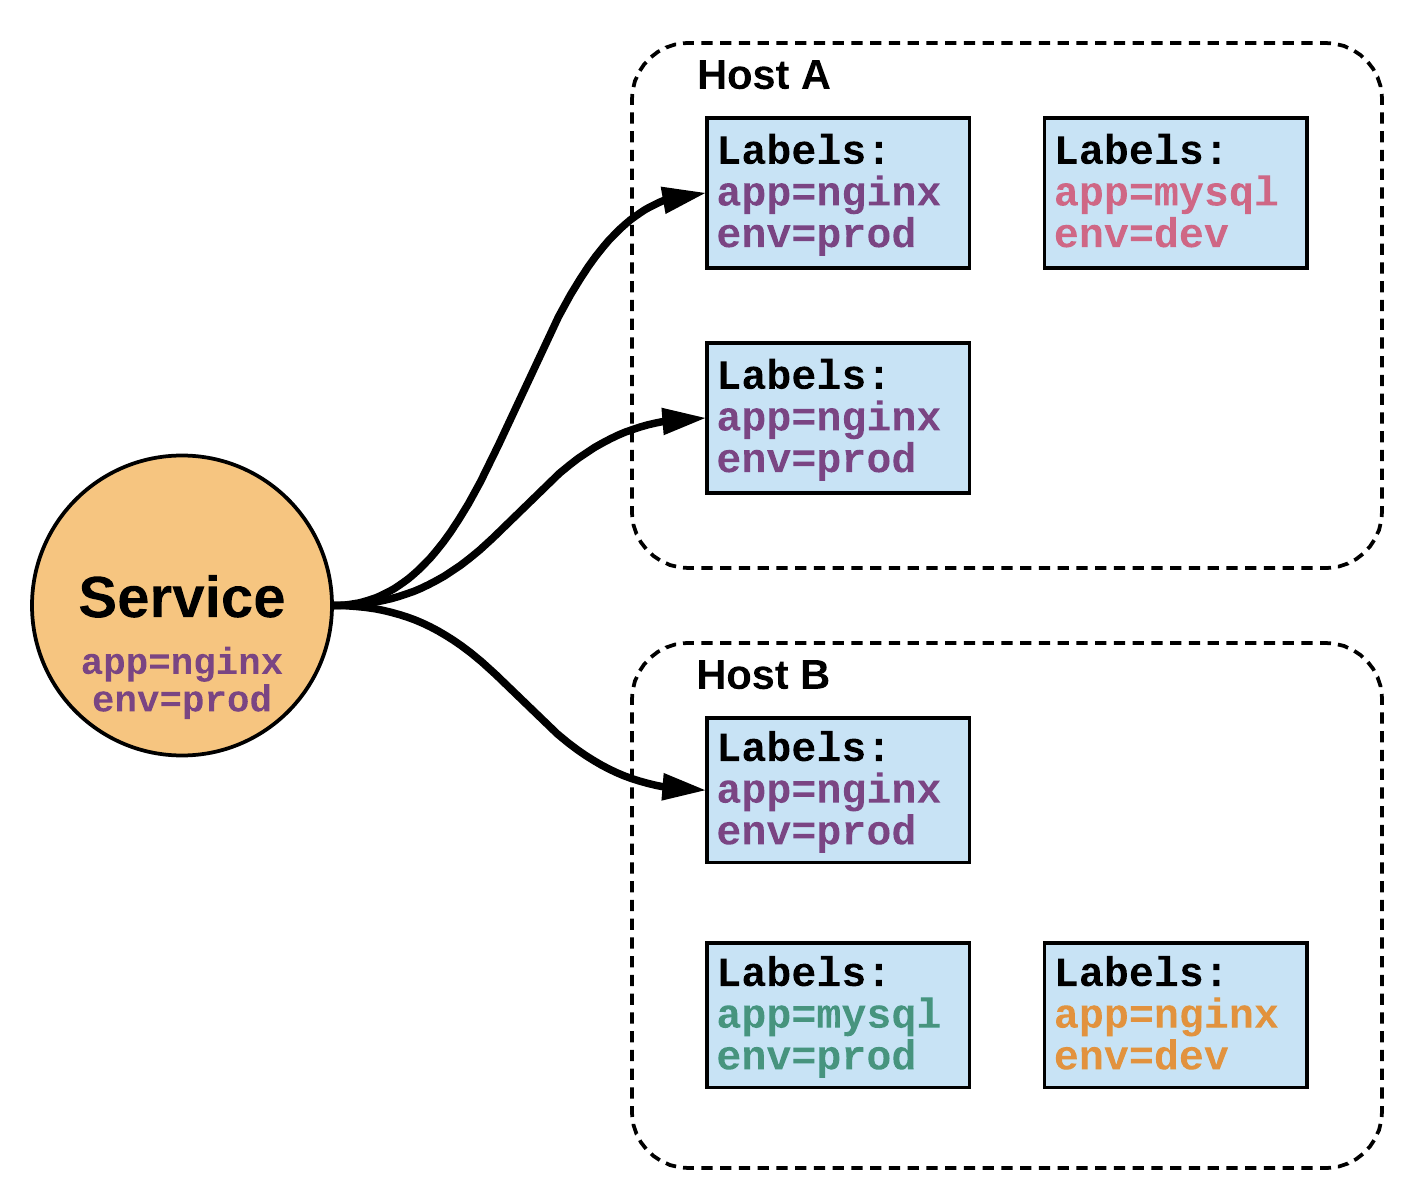 Host A
Labels:
app=nginx
env=prod
Labels:
app=mysql
env=dev
Labels:
app=nginx
env=prod
Service
app=nginx
env=prod
Host B
Labels:
app=nginx
env=prod
Labels:
app=mysql
env=prod
Labels:
app=nginx
env=dev